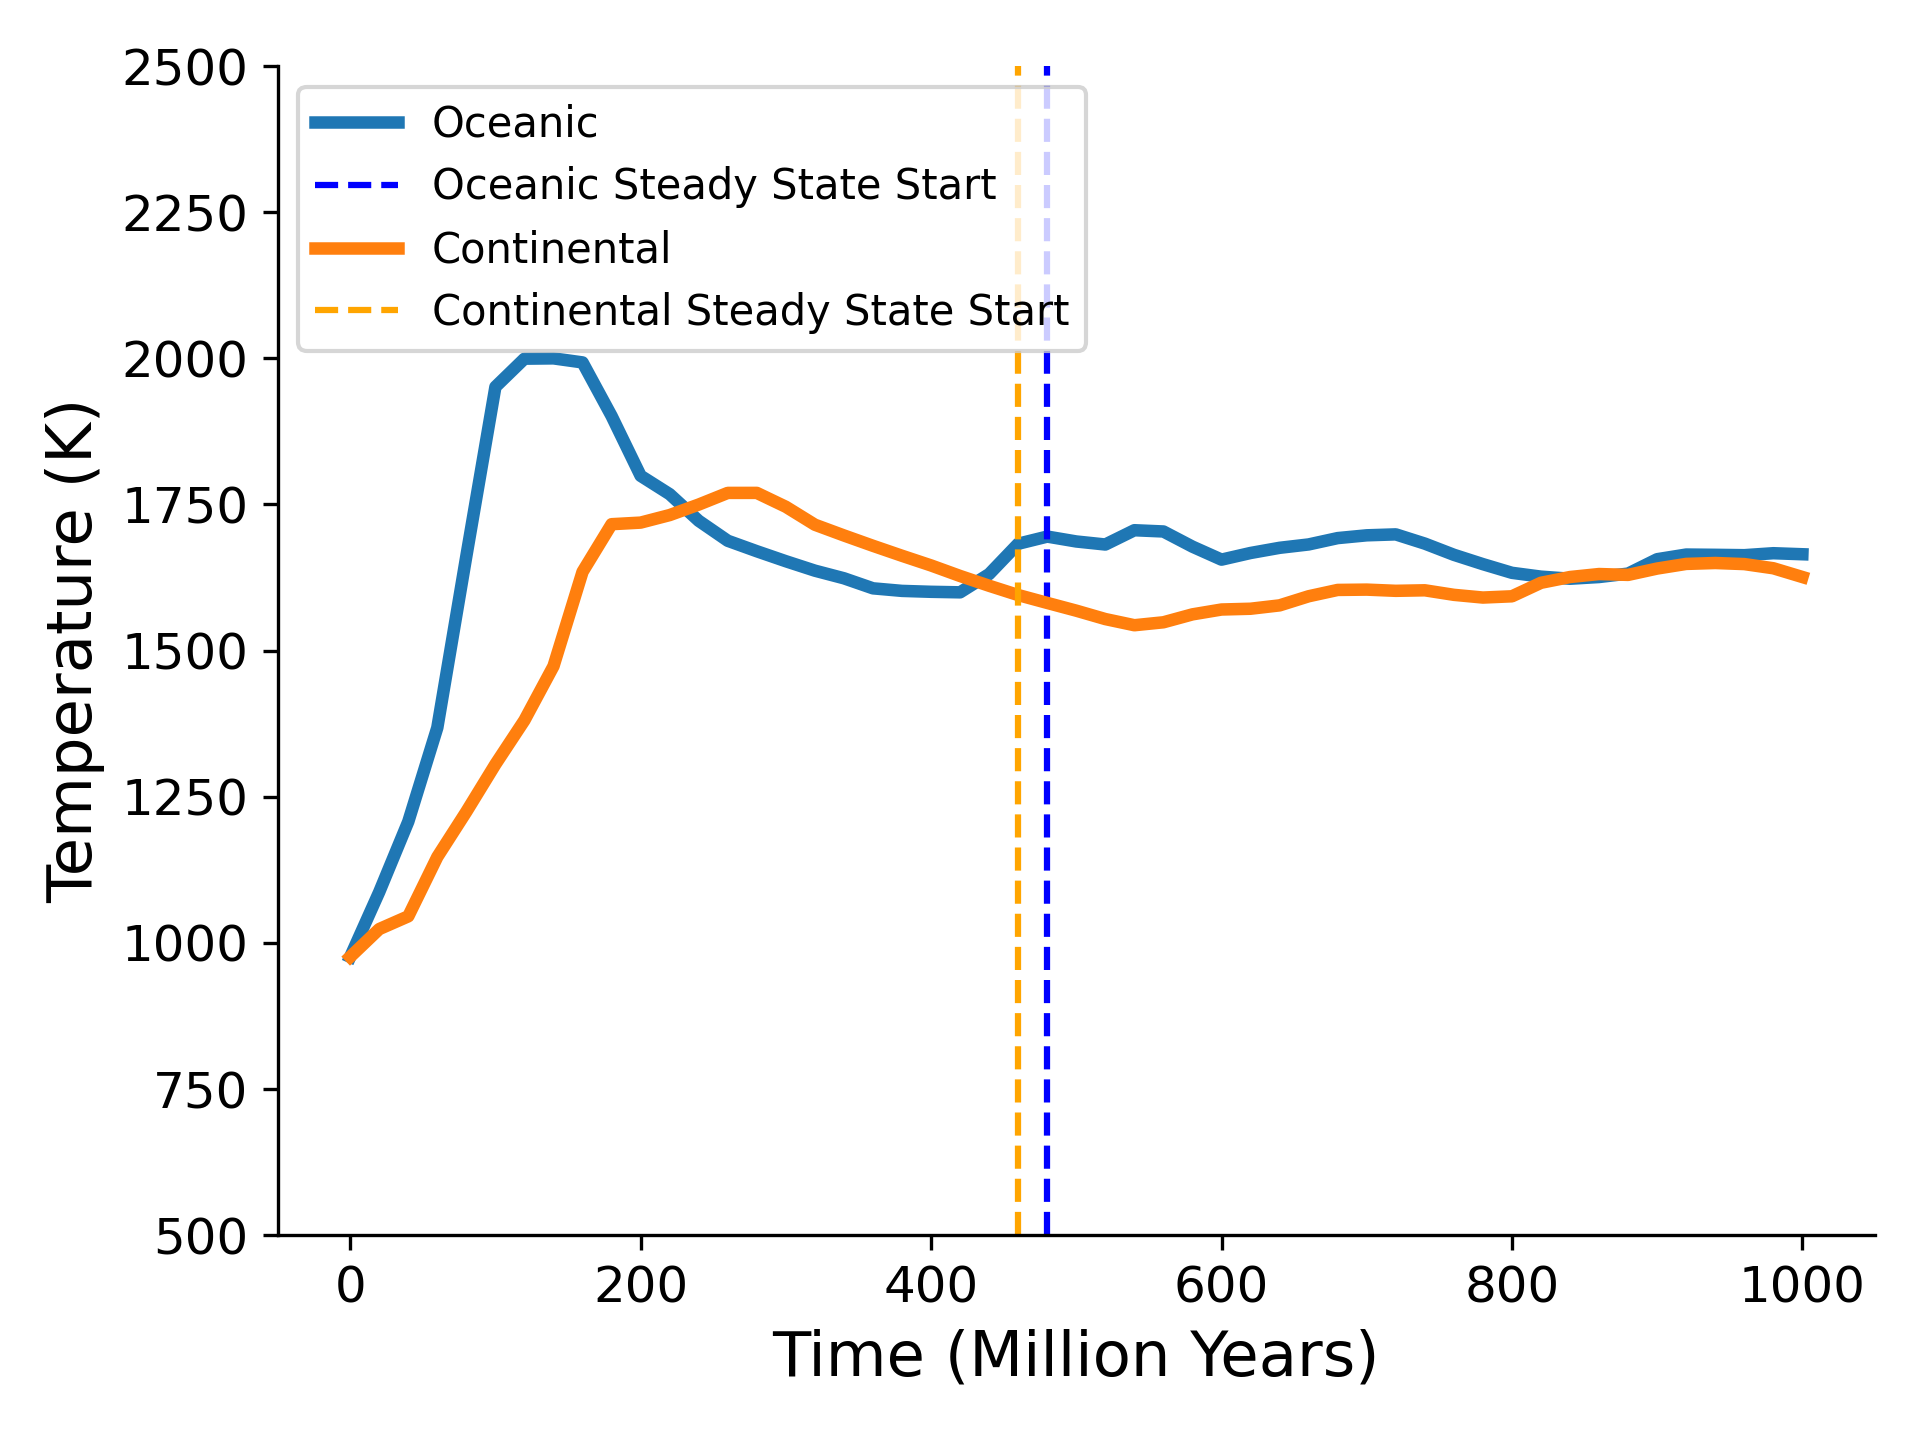 2500
2250
2000
1750
1500
1250
1000
750
500
Temperature (K)
Oceanic
Oceanic Steady State Start
Continental
Continental Steady State Start
0 200 400 600 800 1000
Time (Million Years)